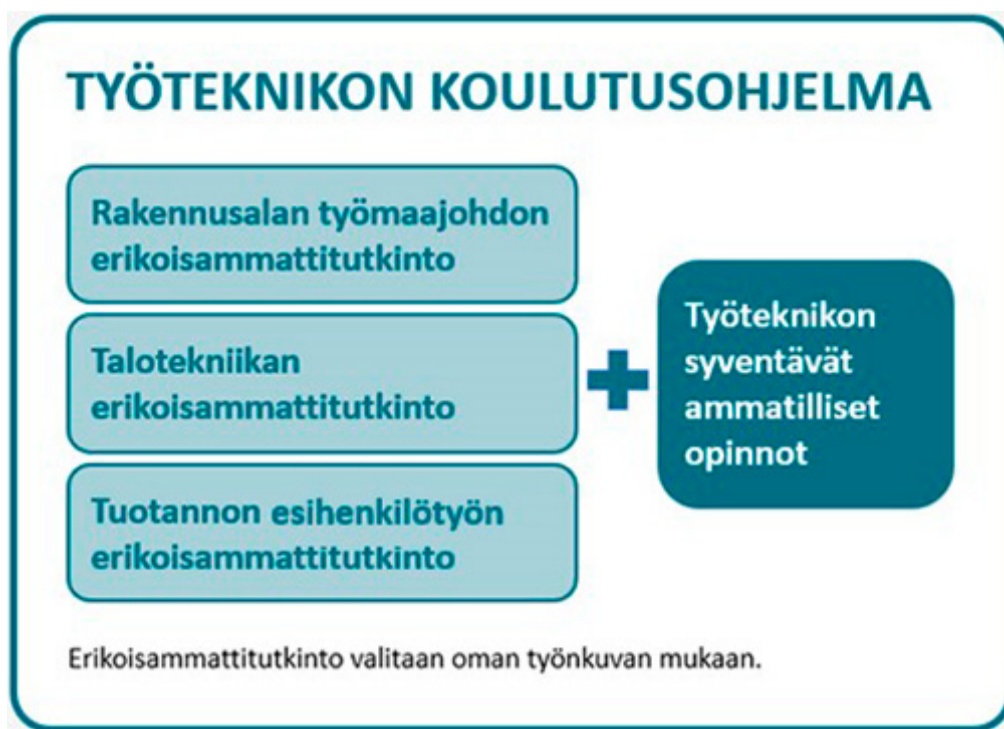 TYÖTEKNIKON KOULUTUSOHJELMA
Rakennusalan työmaajohdon
erikoisammattitutkinto
Talotekniikan
erikoisammattitutkinto
Tuotannon esihenkilötyön
erikoisammattitutkinto
Työteknikon
syventävät
ammatilliset
opinnot
Erikoisammattitutkinto valitaan oman työnkuvan mukaan.